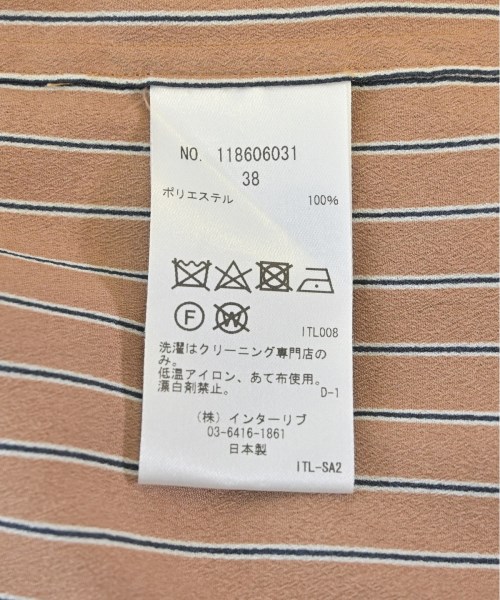 NO. 118606031
38
ポリエステル 100%
F W
ITL008
洗濯はクリーニング専門店の
み。
低温アイロン、あて布使用。
漂白剤禁止。 D-1
(株) インターリブ
03-6416-1861
日本製
ITL-SA2